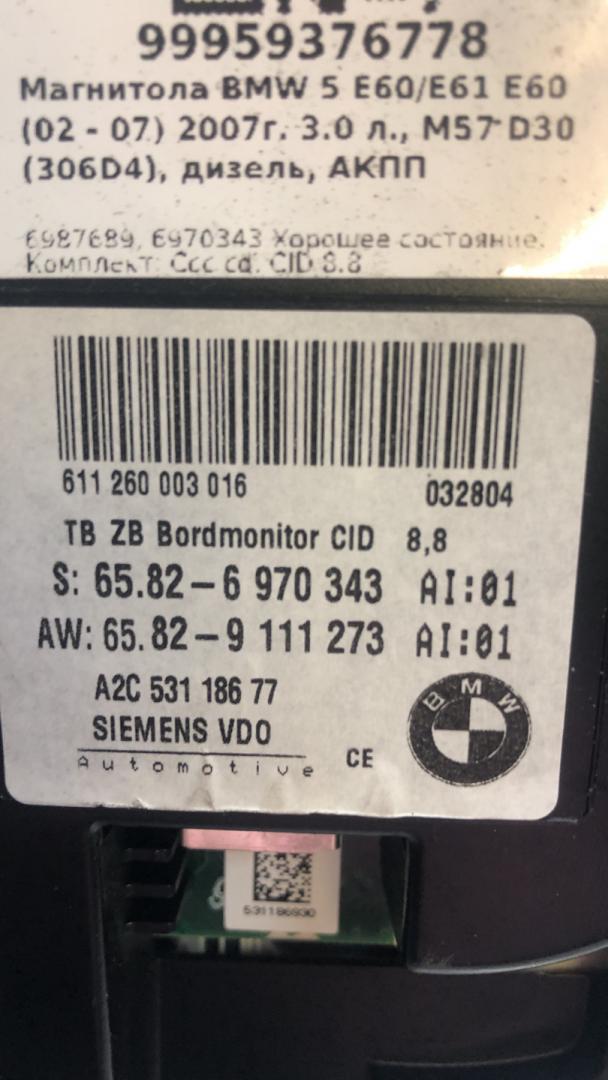 99959376778
Магнитола BMW 5 E60/E61 E60
(02 - 07) 2007г. 3.0 л., M57 D30
(306D4), дизель, АКПП
6987689, 6970343 Хорошее состояние.
Комплект: Ccc cd. CID 8.8
611 260 003 016 032804
TB ZB Bordmonitor CID 8,8
S: 65.82-6 970 343 AI:01
AW: 65.82-9 111 273 AI:01
A2C 531 186 77
SIEMENS VDO
Automotive CE
BMW
531186930